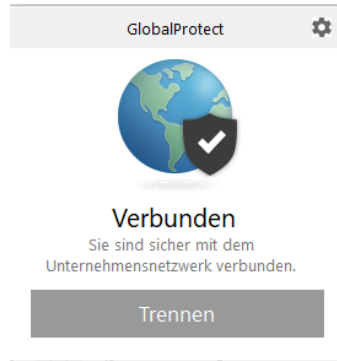 GlobalProtect
Verbunden
Sie sind sicher mit dem
Unternehmensnetzwerk verbunden.
Trennen